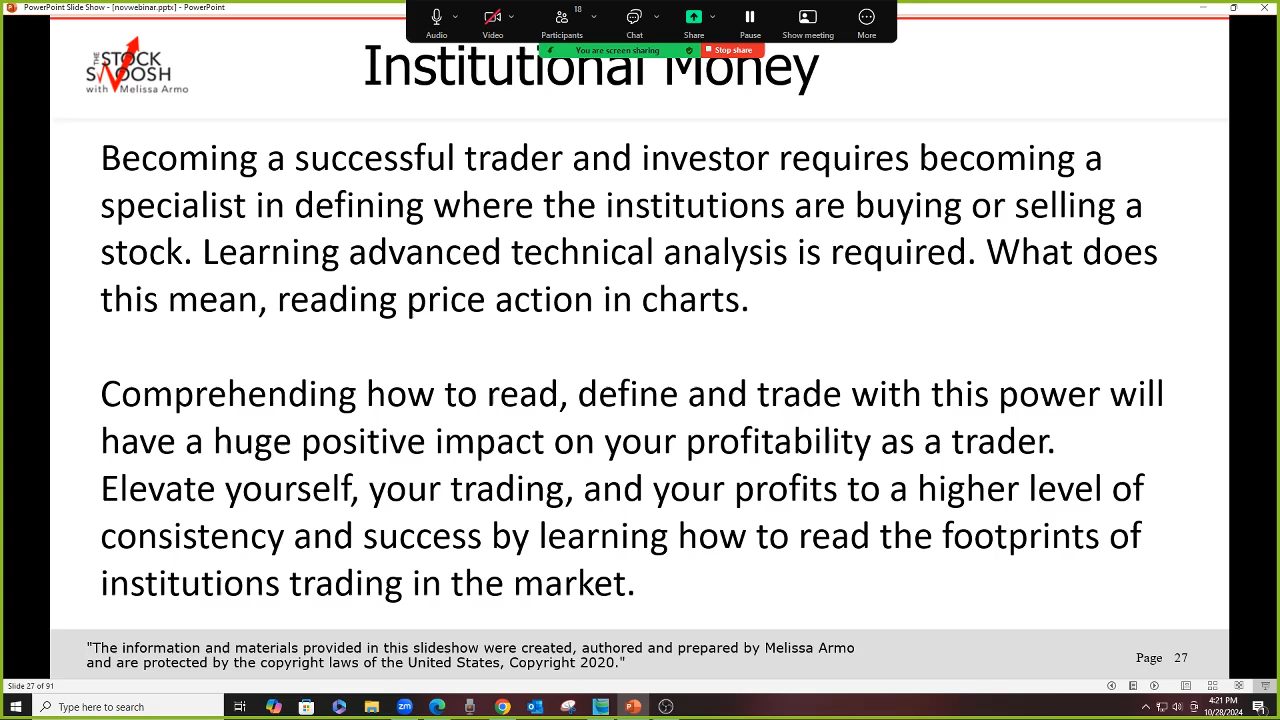 PowerPoint Slide Show - [novwebinar.pptx] - PowerPoint
18
Audio
Video
Participants
Chat
Share
Pause
Show meeting
More
You are screen sharing
Stop share
THE
STOCK
SWOOSH
with Melissa Armo
Institutional Money
Becoming a successful trader and investor requires becoming a
specialist in defining where the institutions are buying or selling a
stock. Learning advanced technical analysis is required. What does
this mean, reading price action in charts.
Comprehending how to read, define and trade with this power will
have a huge positive impact on your profitability as a trader.
Elevate yourself, your trading, and your profits to a higher level of
consistency and success by learning how to read the footprints of
institutions trading in the market.
"The information and materials provided in this slideshow were created, authored and prepared by Melissa Armo
and are protected by the copyright laws of the United States, Copyright 2020."
Page 27
Slide 27 of 91
Type here to search
4:21 PM
10/28/2024